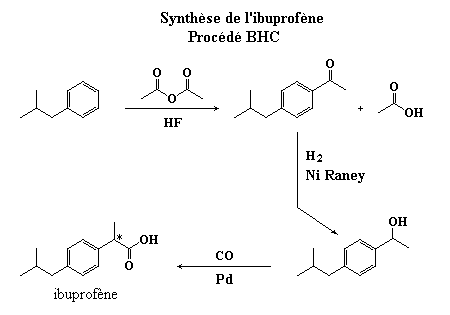 Synthèse de l'ibuprofène
Procédé BHC
O O
O
HF
O
+
O
OH
H2
Ni Raney
OH
CO
Pd
*
OH
O
ibuprofène